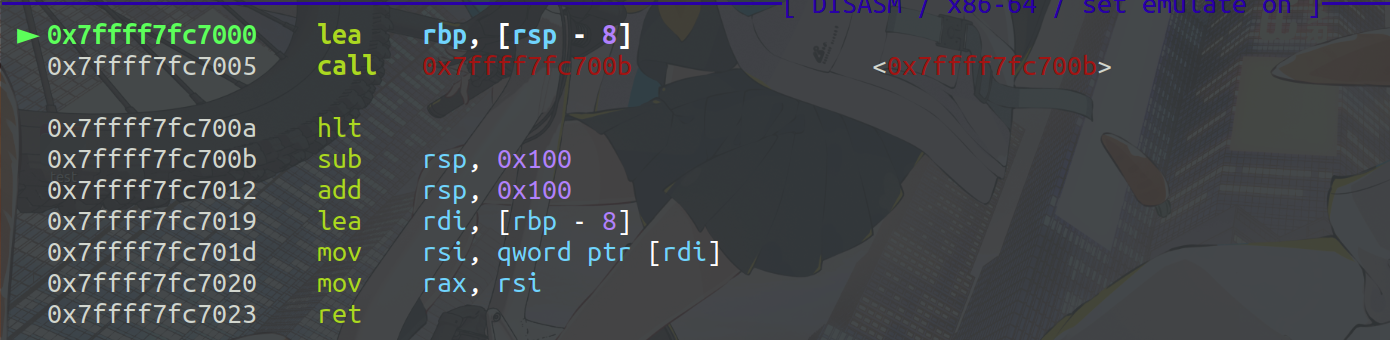 [ DISASM / x86-64 / set emulate on ]
► 0x7ffff7fc7000    lea    rbp, [rsp - 8]
0x7ffff7fc7005    call   0x7ffff7fc700b                <0x7ffff7fc700b>
0x7ffff7fc700a    hlt
0x7ffff7fc700b    sub    rsp, 0x100
0x7ffff7fc7012    add    rsp, 0x100
0x7ffff7fc7019    lea    rdi, [rbp - 8]
0x7ffff7fc701d    mov    rsi, qword ptr [rdi]
0x7ffff7fc7020    mov    rax, rsi
0x7ffff7fc7023    ret